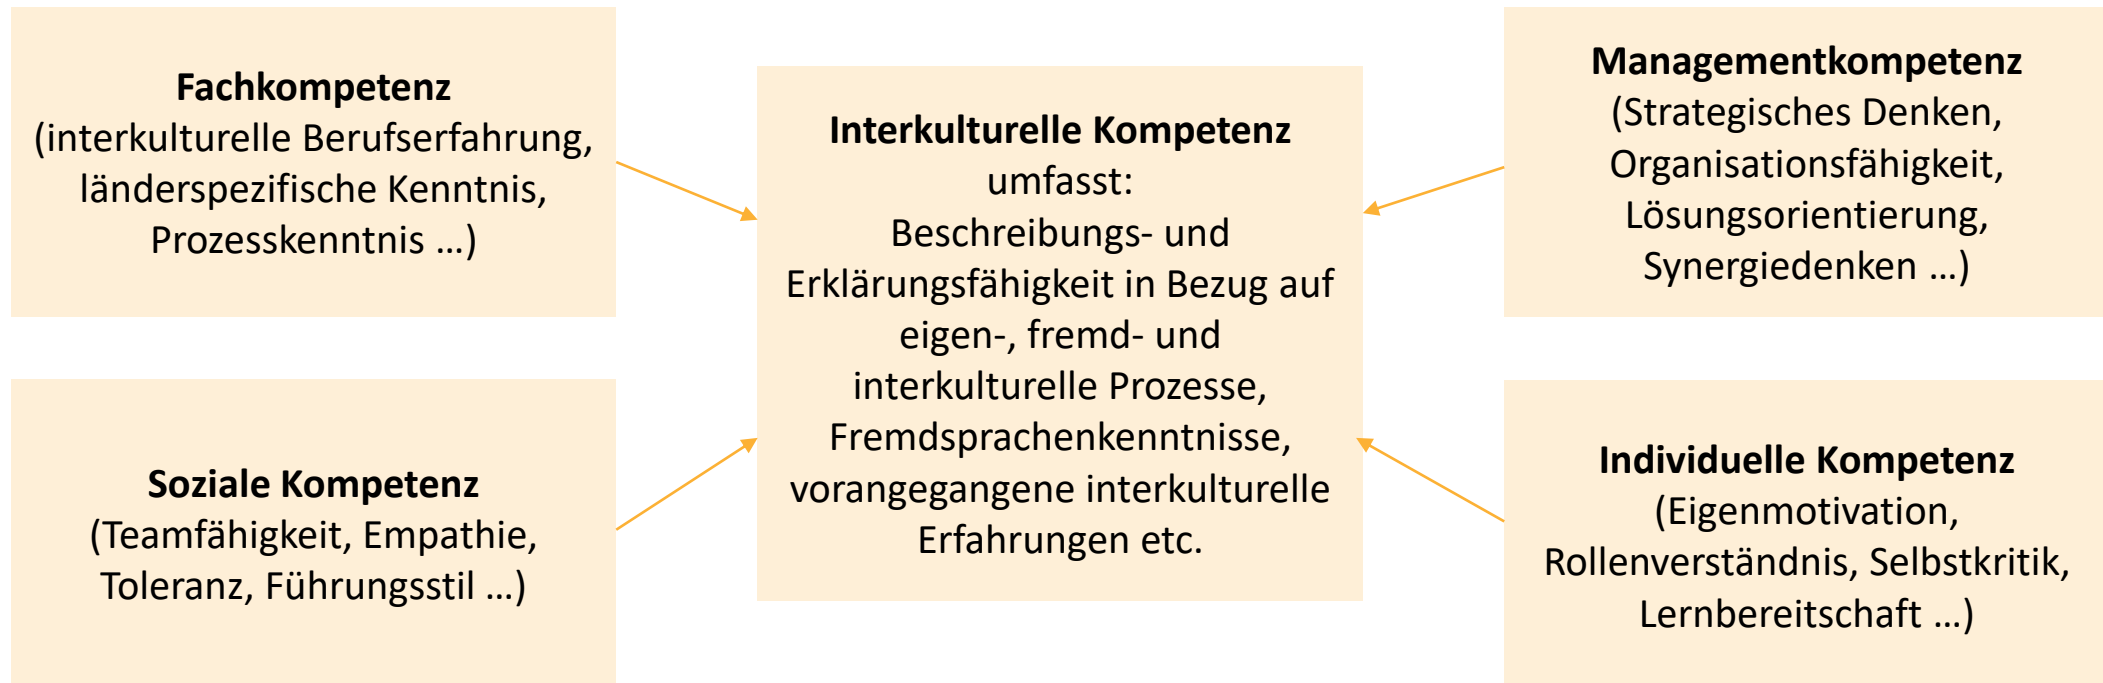 Fachkompetenz
(interkulturelle Berufserfahrung,
länderspezifische Kenntnis,
Prozesskenntnis …)
Soziale Kompetenz
(Teamfähigkeit, Empathie,
Toleranz, Führungsstil …)
Interkulturelle Kompetenz
umfasst:
Beschreibungs- und
Erklärungsfähigkeit in Bezug auf
eigen-, fremd- und
interkulturelle Prozesse,
Fremdsprachenkenntnisse,
vorangegangene interkulturelle
Erfahrungen etc.
Managementkompetenz
(Strategisches Denken,
Organisationsfähigkeit,
Lösungsorientierung,
Synergiedenken …)
Individuelle Kompetenz
(Eigenmotivation,
Rollenverständnis, Selbstkritik,
Lernbereitschaft …)